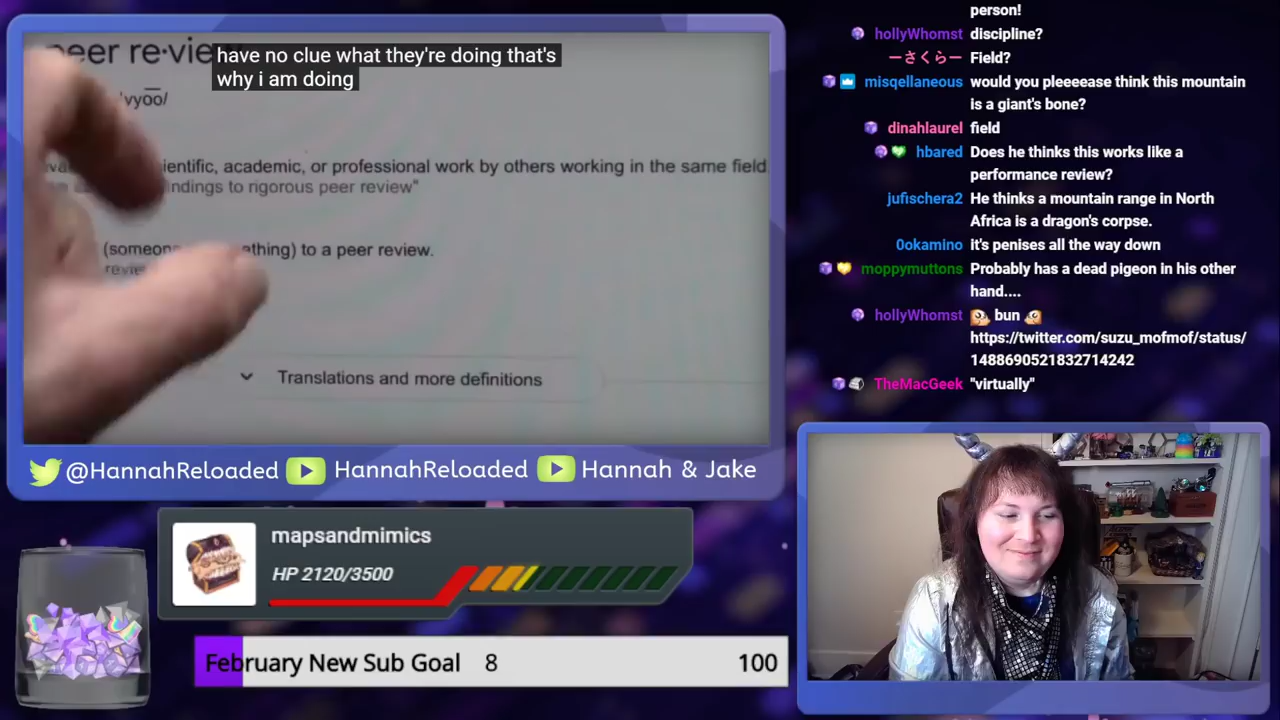 peer re·vie
have no clue what they're doing that's
why i am doing
'vyo͞o/
ientific, academic, or professional work by others working in the same field
indings to rigorous peer review"
(someon ething) to a peer review.
revie
Translations and more definitions
@HannahReloaded HannahReloaded Hannah & Jake
mapsandmimics
HP 2120/3500
February New Sub Goal 8 100
person!
hollyWhomst discipline?
ーさくらー Field?
misqellaneous would you pleeeease think this mountain
is a giant's bone?
dinahlaurel field
hbared Does he thinks this works like a
performance review?
jufischera2 He thinks a mountain range in North
Africa is a dragon's corpse.
0okamino it's penises all the way down
moppymuttons Probably has a dead pigeon in his other
hand....
hollyWhomst bun
https://twitter.com/suzu_mofmof/status/
1488690521832714242
TheMacGeek "virtually"